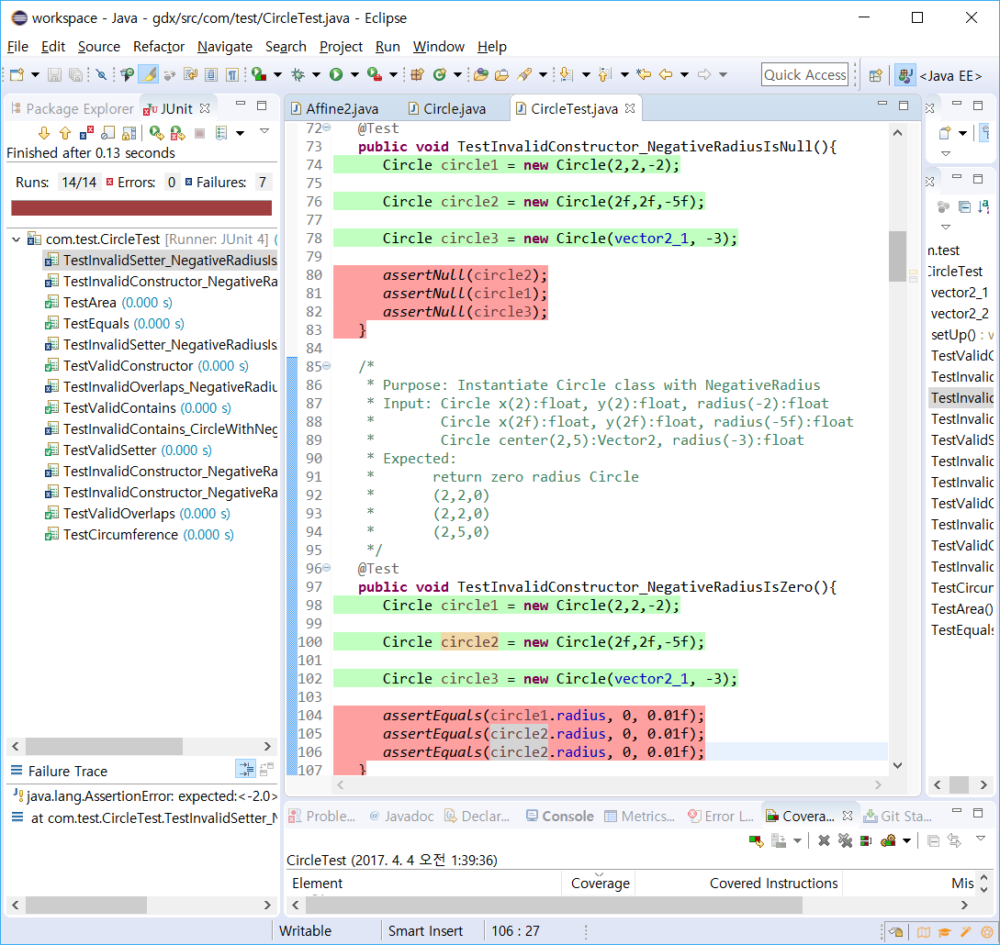 workspace - Java - gdx/src/com/test/CircleTest.java - Eclipse
File Edit Source Refactor Navigate Search Project Run Window Help
Quick Access
<Java EE>
Package Explorer JUnit
Finished after 0.13 seconds
Runs: 14/14 Errors: 0 Failures: 7
com.test.CircleTest [Runner: JUnit 4] (
TestInvalidSetter_NegativeRadiusIs
TestInvalidConstructor_NegativeRa
TestArea (0.000 s)
TestEquals (0.000 s)
TestInvalidSetter_NegativeRadiusIs
TestValidConstructor (0.000 s)
TestInvalidOverlaps_NegativeRadiu
TestValidContains (0.000 s)
TestInvalidContains_CircleWithNeg
TestValidSetter (0.000 s)
TestInvalidConstructor_NegativeRa
TestInvalidConstructor_NegativeRa
TestValidOverlaps (0.000 s)
TestCircumference (0.000 s)
Failure Trace
java.lang.AssertionError: expected:<-2.0>
at com.test.CircleTest.TestInvalidSetter_N
Affine2.java Circle.java CircleTest.java
72 @Test
73 public void TestInvalidConstructor_NegativeRadiusIsNull(){
74 Circle circle1 = new Circle(2,2,-2);
75
76 Circle circle2 = new Circle(2f,2f,-5f);
77
78 Circle circle3 = new Circle(vector2_1, -3);
79
80 assertNull(circle2);
81 assertNull(circle1);
82 assertNull(circle3);
83 }
84
85 /*
86 * Purpose: Instantiate Circle class with NegativeRadius
87 * Input: Circle x(2):float, y(2):float, radius(-2):float
88 * Circle x(2f):float, y(2f):float, radius(-5f):float
89 * Circle center(2,5):Vector2, radius(-3):float
90 * Expected:
91 * return zero radius Circle
92 * (2,2,0)
93 * (2,2,0)
94 * (2,5,0)
95 */
96 @Test
97 public void TestInvalidConstructor_NegativeRadiusIsZero(){
98 Circle circle1 = new Circle(2,2,-2);
99
100 Circle circle2 = new Circle(2f,2f,-5f);
101
102 Circle circle3 = new Circle(vector2_1, -3);
103
104 assertEquals(circle1.radius, 0, 0.01f);
105 assertEquals(circle2.radius, 0, 0.01f);
106 assertEquals(circle2.radius, 0, 0.01f);
107 }
n.test
CircleTest
vector2_1
vector2_2
setUp() : v
TestValidC
TestInvalid
TestInvalid
TestInvalid
TestValidS
TestInvalid
TestInvalid
TestValidC
TestInvalid
TestValidC
TestInvalid
TestCircum
TestArea()
TestEquals
Proble... Javadoc Declar... Console Metrics... Error L... Covera... Git Sta...
CircleTest (2017. 4. 4 오전 1:39:36)
Element Coverage Covered Instructions Mis
Writable Smart Insert 106 : 27